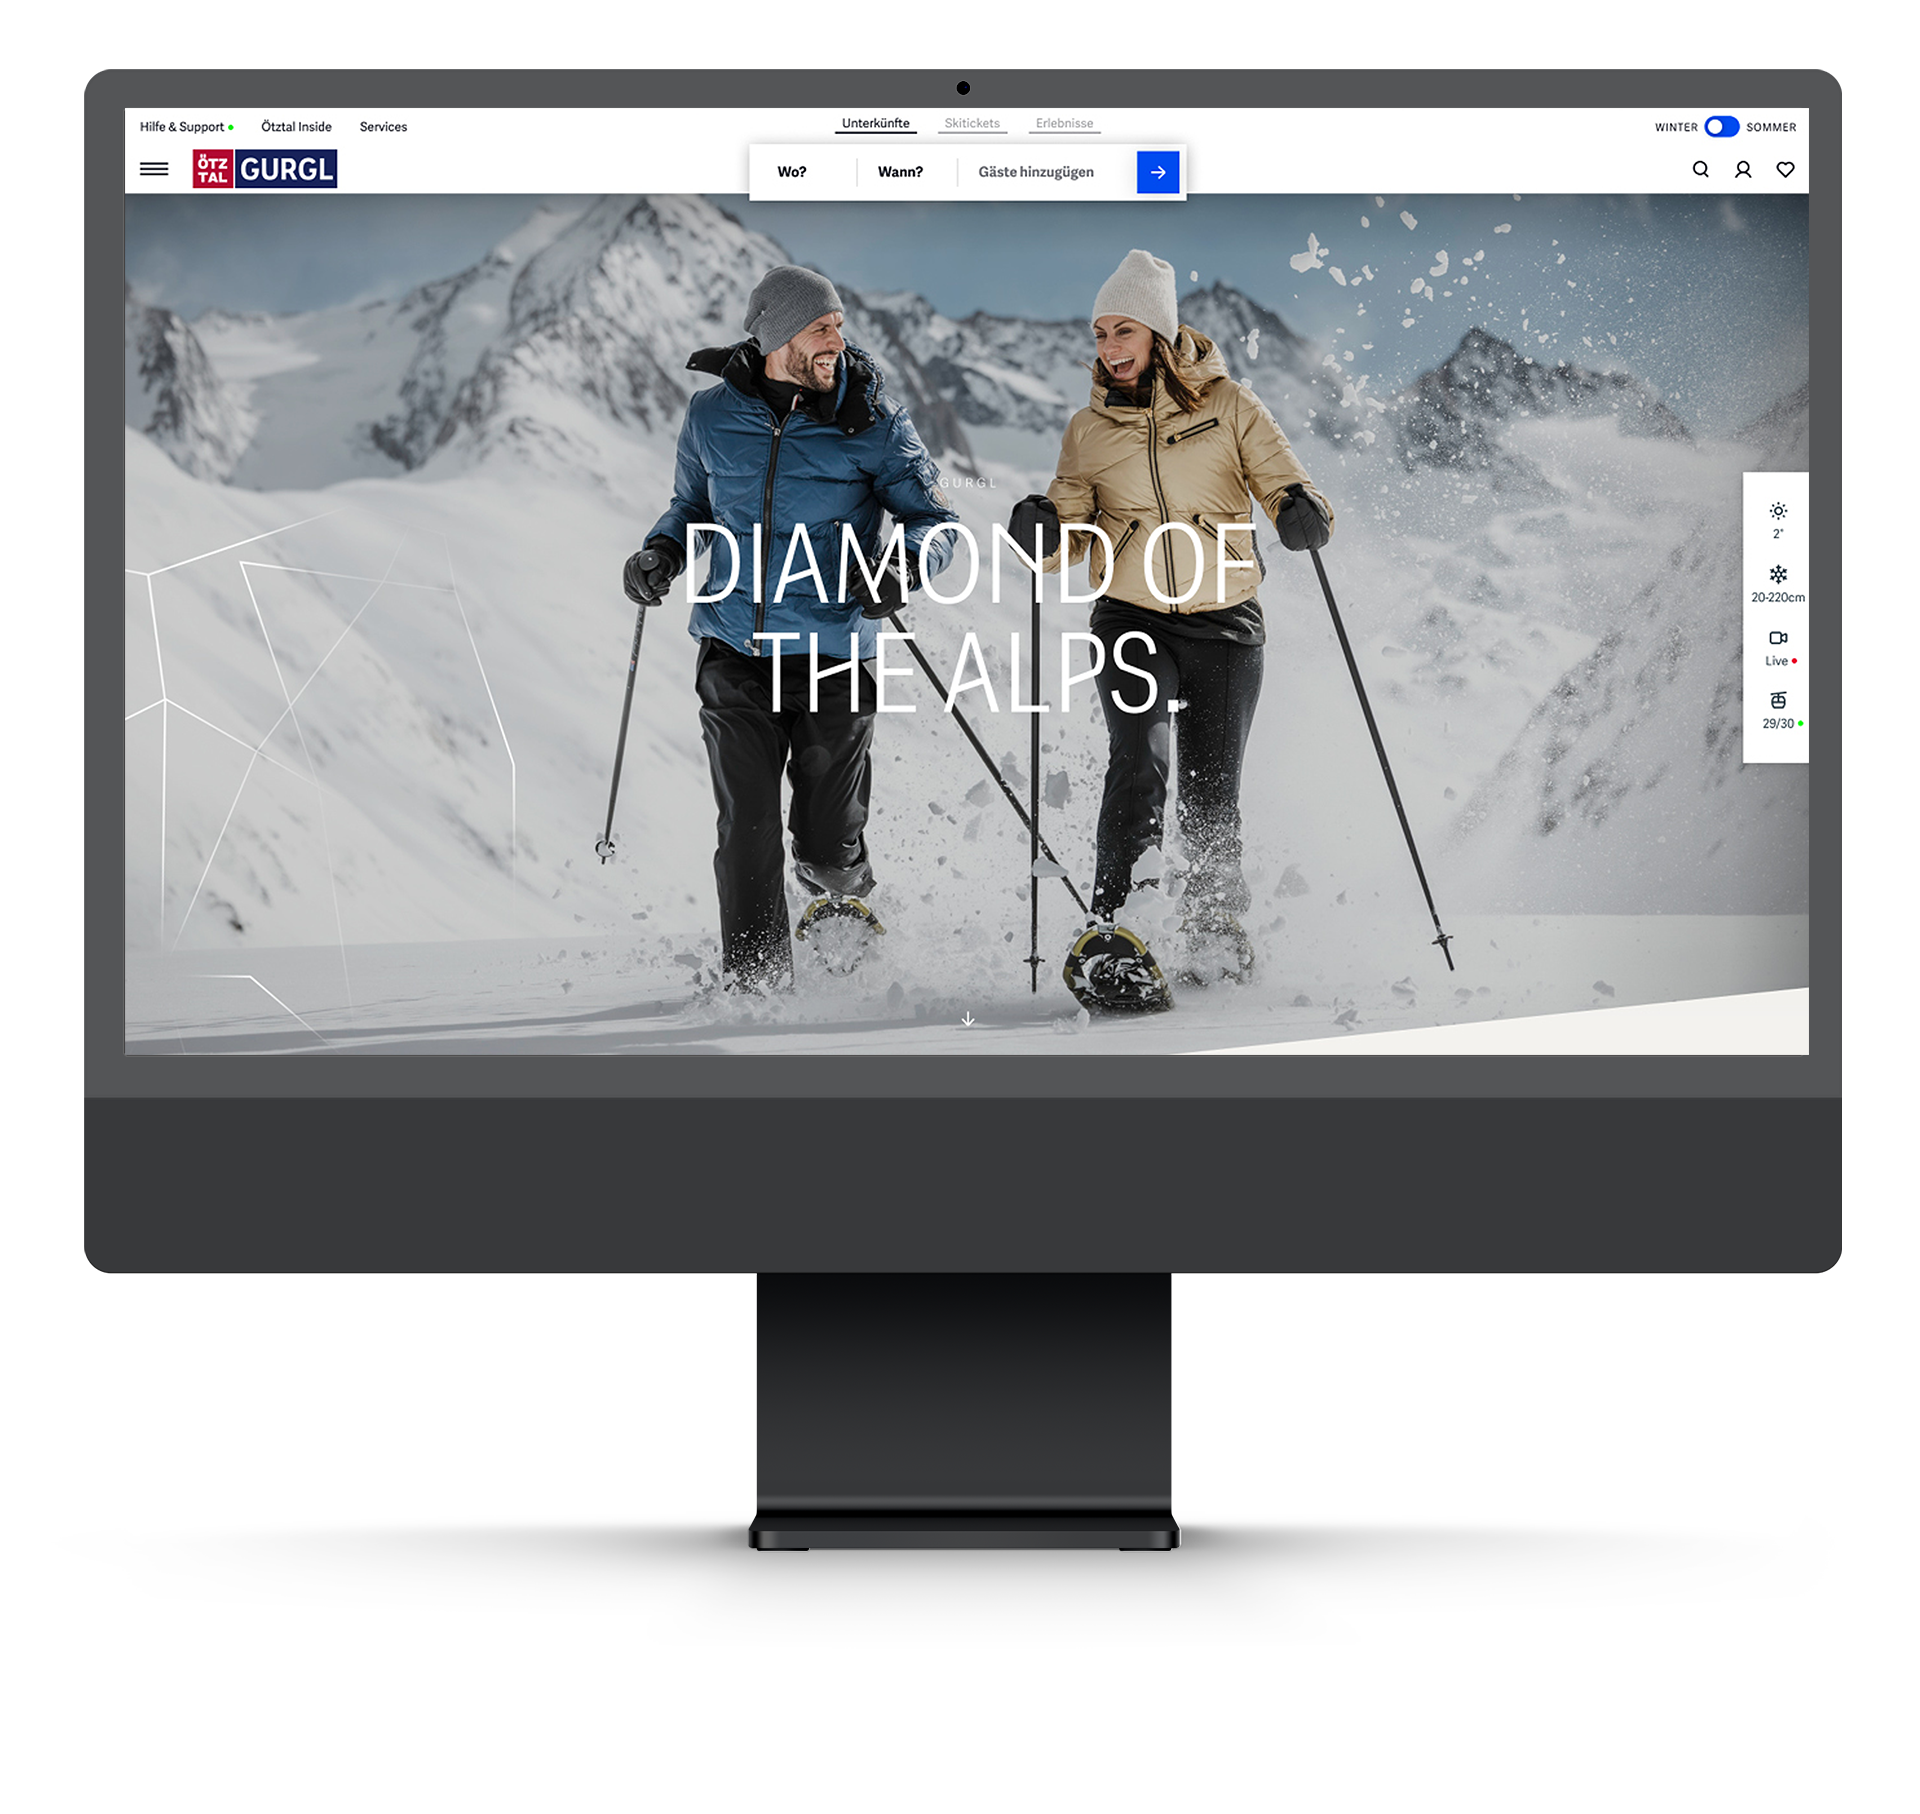 Hilfe & Support Ötztal Inside Services
Unterkünfte Skitickets Erlebnisse
WINTER SOMMER
ÖTZ
TAL
GURGL
Wo? Wann? Gäste hinzugügen
GURGL
DIAMOND OF
THE ALPS.
2°
20-220cm
Live
29/30